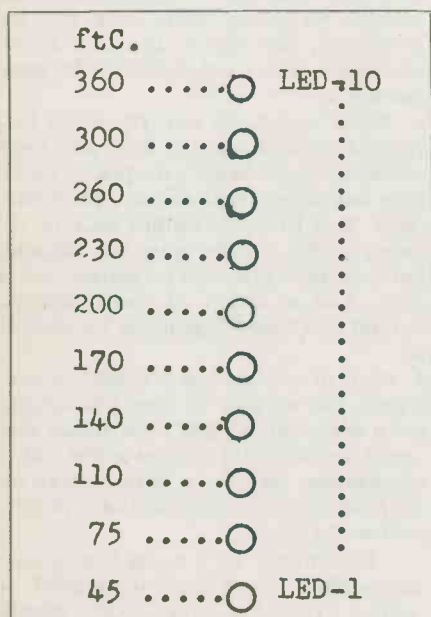 ftC.
360 ..... LED-10
300 .....
260 .....
230 .....
200 .....
170 .....
140 .....
110 .....
75 .....
45 ..... LED-1